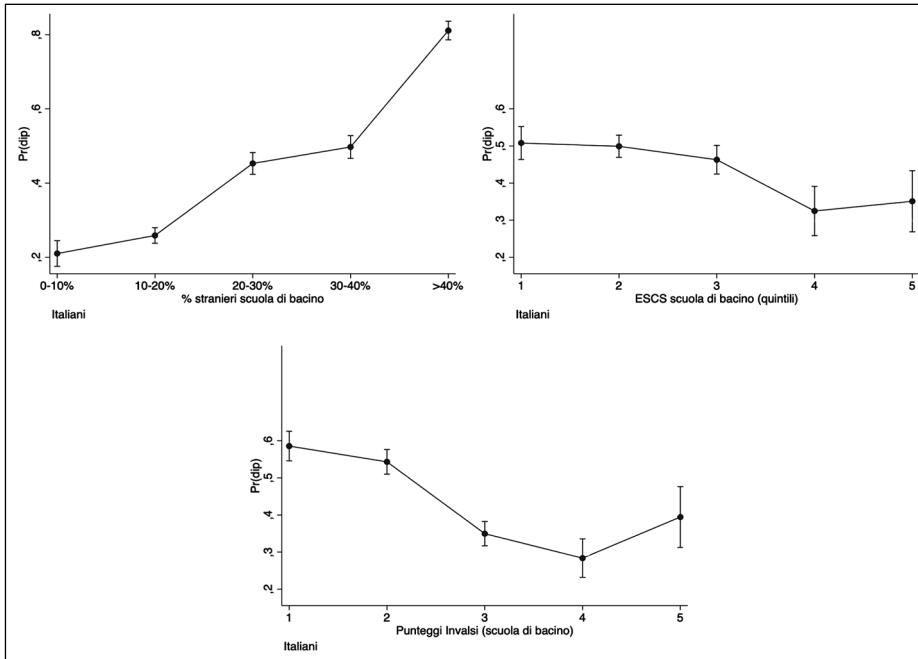 Pr(dip)
,8
,6
,4
,2
0-10% 10-20% 20-30% 30-40% >40%
% stranieri scuola di bacino
Italiani
Pr(dip)
,6
,5
,4
,3
,2
1 2 3 4 5
ESCS scuola di bacino (quintili)
Italiani
Pr(dip)
,6
,5
,4
,3
,2
1 2 3 4 5
Punteggi Invalsi (scuola di bacino)
Italiani